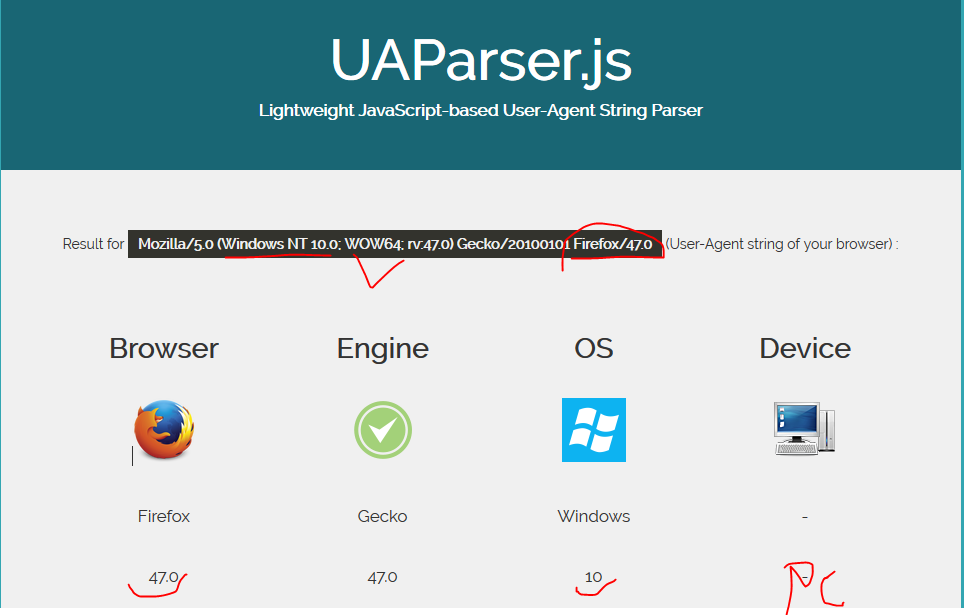 UAParser.js
Lightweight JavaScript-based User-Agent String Parser
Result for Mozilla/5.0 (Windows NT 10.0; WOW64; rv:47.0) Gecko/20100101 Firefox/47.0 (User-Agent string of your browser) :
Browser Engine OS Device
Firefox Gecko Windows -
47.0 47.0 10 -
PC